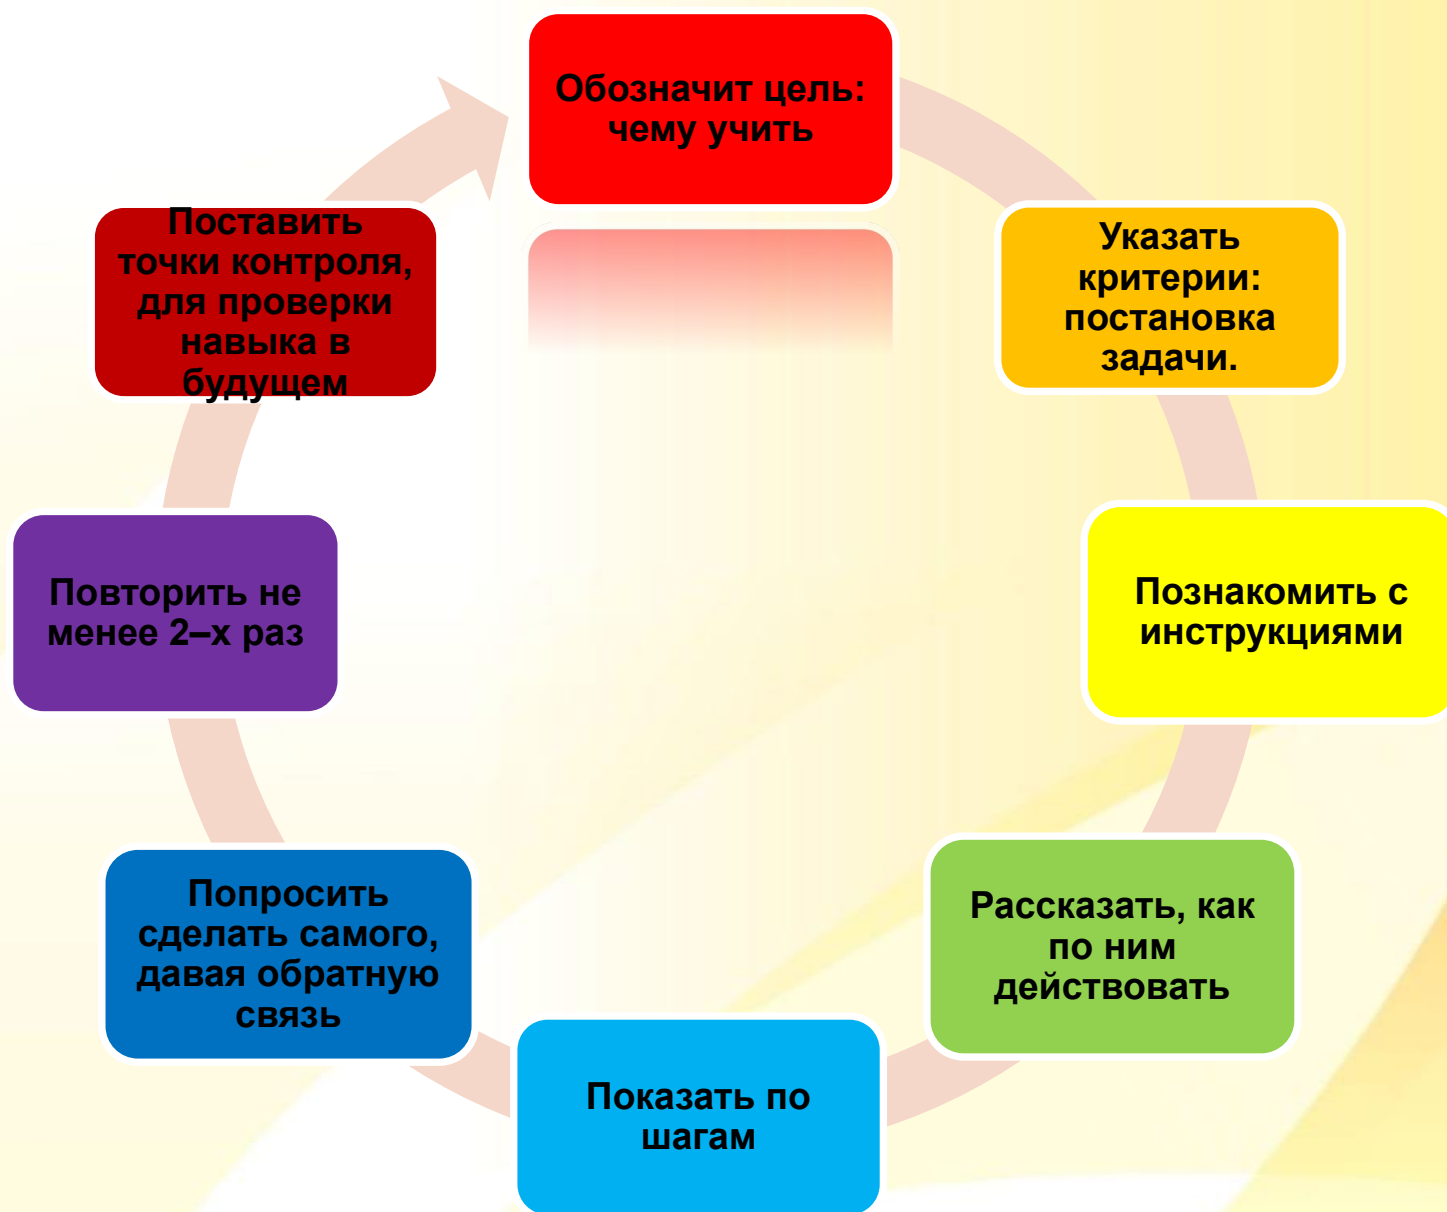 Обозначит цель:
чему учить
Указать
критерии:
постановка
задачи.
Познакомить с
инструкциями
Рассказать, как
по ним
действовать
Показать по
шагам
Попросить
сделать самого,
давая обратную
связь
Повторить не
менее 2–х раз
Поставить
точки контроля,
для проверки
навыка в
будущем